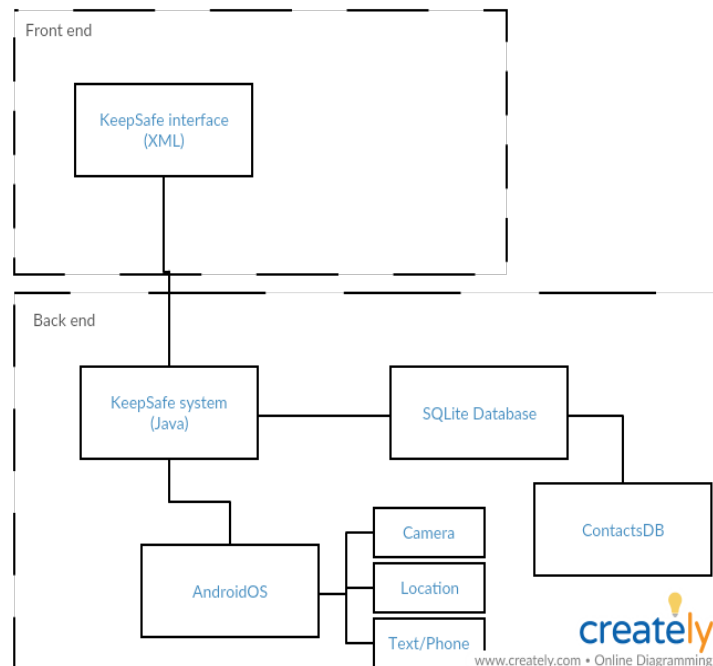 Front end
KeepSafe interface
(XML)
Back end
KeepSafe system
(Java)
SQLite Database
ContactsDB
AndroidOS
Camera
Location
Text/Phone
creately
www.creately.com • Online Diagramming